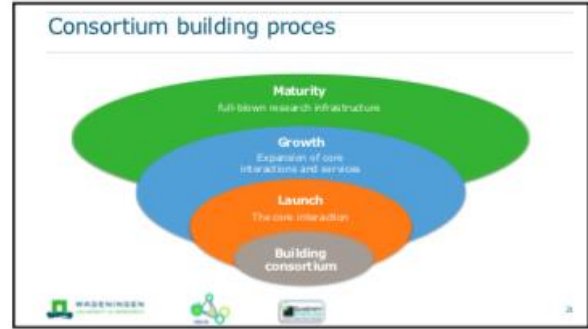 Consortium building proces
Maturity
full-blown research infrastructure
Growth
Expansion of core
interactions and services
Launch
The core interaction
Building
consortium
WAGENINGEN